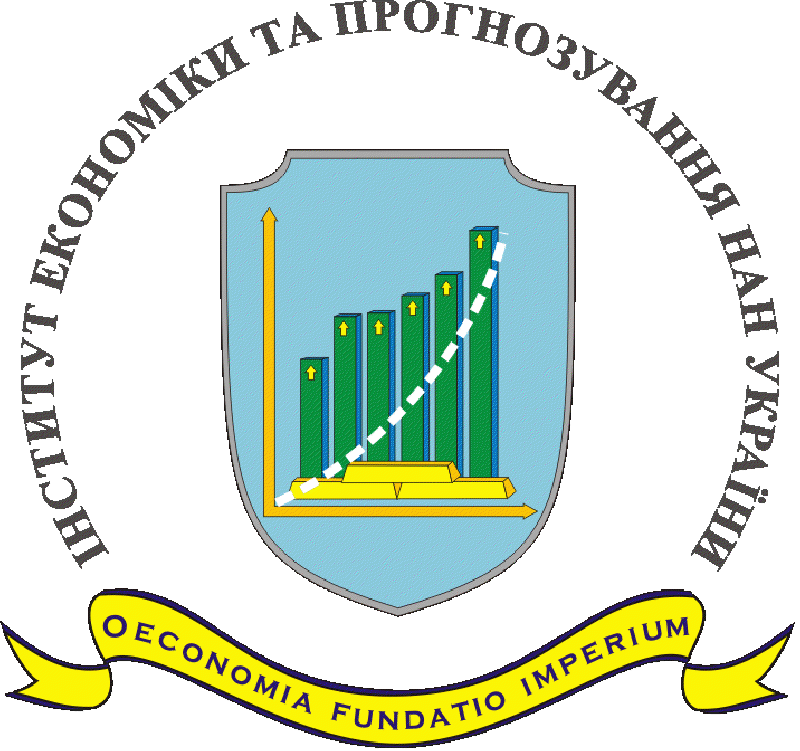 ІНСТИТУТ ЕКОНОМІКИ ТА ПРОГНОЗУВАННЯ НАН УКРАЇНИ
OECONOMIA FUNDATIO IMPERIUM